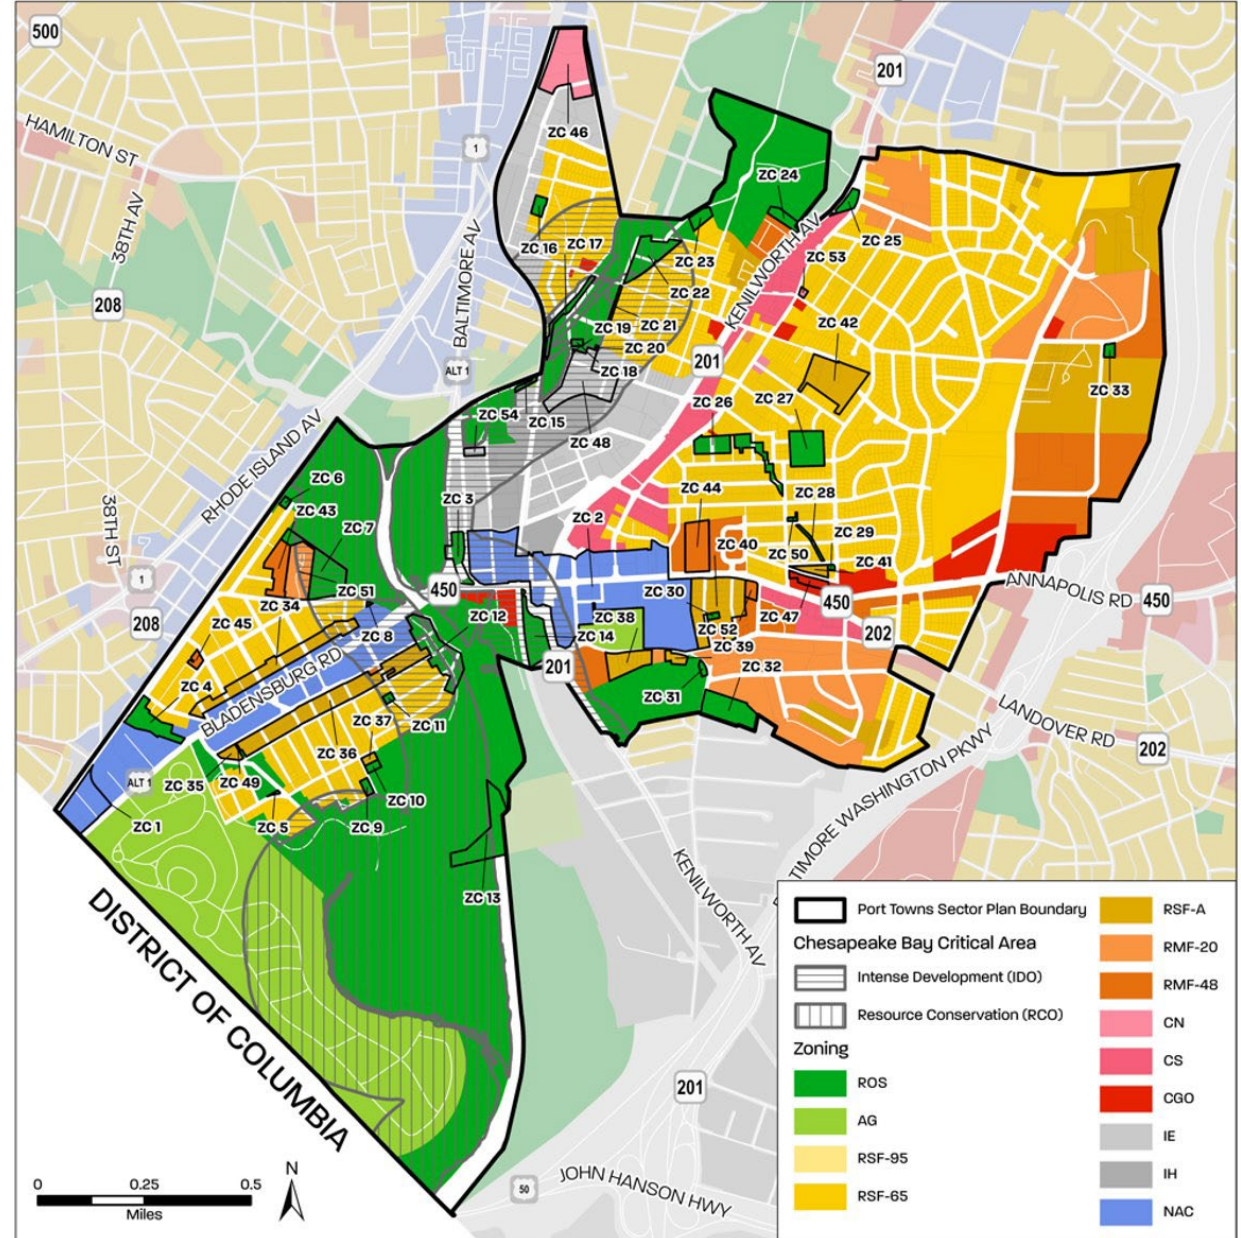 500
201
HAMILTON ST
1
ZC 46
38TH AV
ZC 24
BALTIMORE AV
KENILWORTH AV
ZC 16
ZC 17
ZC 25
ZC 53
ZC 23
ZC 22
208
ZC 19
ZC 21
ZC 42
ZC 20
201
ALT 1
ZC 18
ZC 33
ZC 26
ZC 27
ZC 54
ZC 15
ZC 48
RHODE ISLAND AV
ZC 6
ZC 44
ZC 28
ZC 3
ZC 43
ZC 2
38TH ST
ZC 7
ZC 29
ZC 40
ZC 50
ZC 41
1
ANNAPOLIS RD
450
450
ZC 51
ZC 30
450
ZC 34
ZC 12
ZC 38
ZC 47
208
ZC 45
ZC 8
ZC 14
ZC 52
202
ZC 39
201
ZC 32
BLADENSBURG RD
ZC 4
ZC 31
LANDOVER RD
ZC 37
ZC 11
202
ZC 36
ALT 1
ZC 35
ZC 49
ZC 10
ZC 1
ZC 5
ZC 9
TIMORE WASHINGTON PKWY
KENILWORTH AV
ZC 13
DISTRICT OF COLUMBIA
201
50
JOHN HANSON HWY
N
0
0.25
0.5
Miles
Port Towns Sector Plan Boundary
Chesapeake Bay Critical Area
Intense Development (IDO)
Resource Conservation (RCO)
Zoning
ROS
AG
RSF-95
RSF-65
RSF-A
RMF-20
RMF-48
CN
CS
CGO
IE
IH
NAC